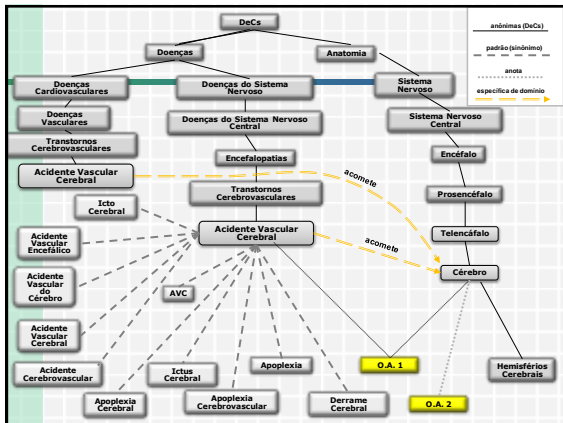 DeCs
anônimas (DeCs)
padrão (sinônimo)
anota
específica de domínio
Doenças
Anatomia
Doenças
Cardiovasculares
Doenças do Sistema
Nervoso
Sistema
Nervoso
Doenças
Vasculares
Doenças do Sistema Nervoso
Central
Sistema Nervoso
Central
Transtornos
Cerebrovasculares
Encefalopatias
Encéfalo
Acidente Vascular
Cerebral
acomete
Transtornos
Cerebrovasculares
Prosencéfalo
Icto
Cerebral
Acidente Vascular
Cerebral
acomete
Telencéfalo
Acidente
Vascular
Encefálico
Cérebro
Acidente
Vascular
do
Cérebro
AVC
Acidente
Vascular
Cerebral
Acidente
Cerebrovascular
Ictus
Cerebral
Apoplexia
O.A. 1
Hemisférios
Cerebrais
Apoplexia
Cerebral
Apoplexia
Cerebrovascular
Derrame
Cerebral
O.A. 2